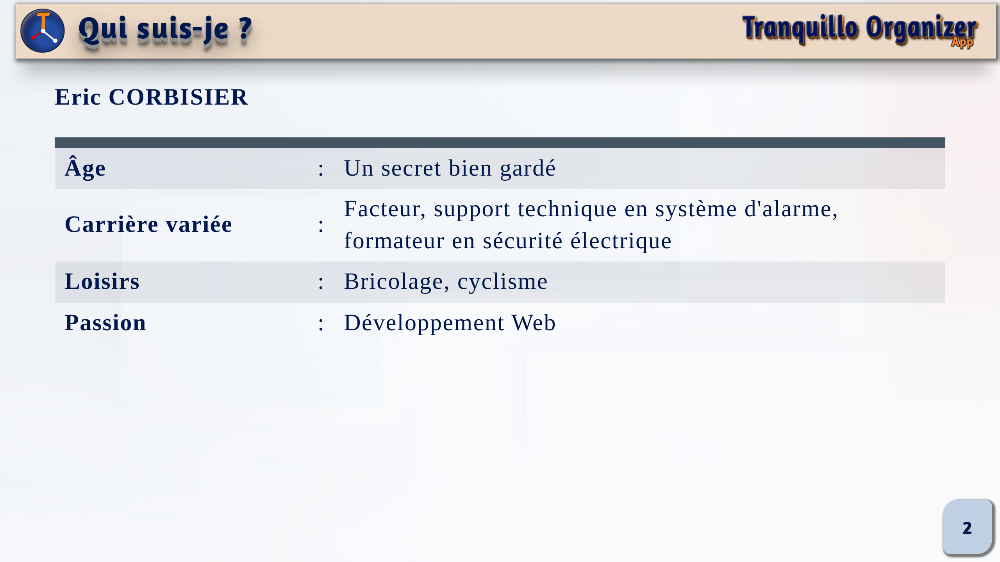 Qui suis-je ?
Tranquillo Organizer
App
Eric CORBISIER
Âge : Un secret bien gardé
Carrière variée : Facteur, support technique en système d'alarme,
formateur en sécurité électrique
Loisirs : Bricolage, cyclisme
Passion : Développement Web
2